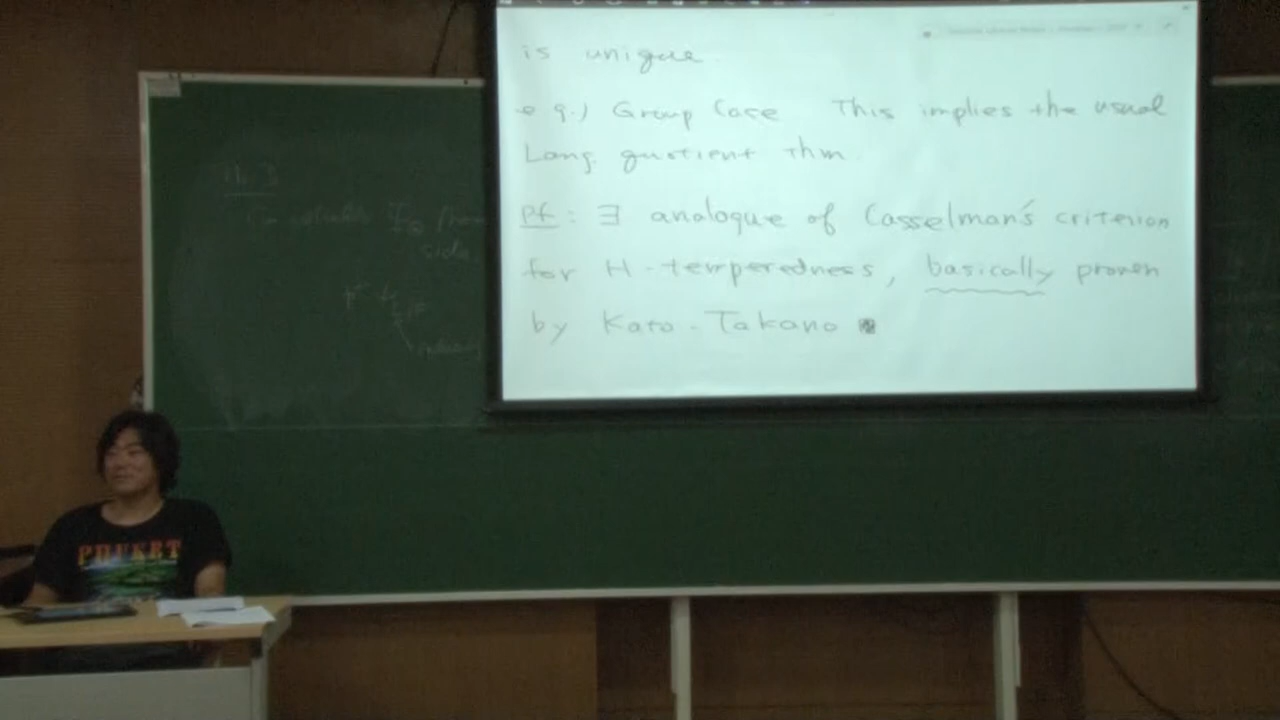 is unique
e.g.) Group Case This implies the usual
Lang. quotient thm
pf : ∃ analogue of Casselman's criterion
for H-temperedness, basically proven
by Kato-Takano
side
PHUKET